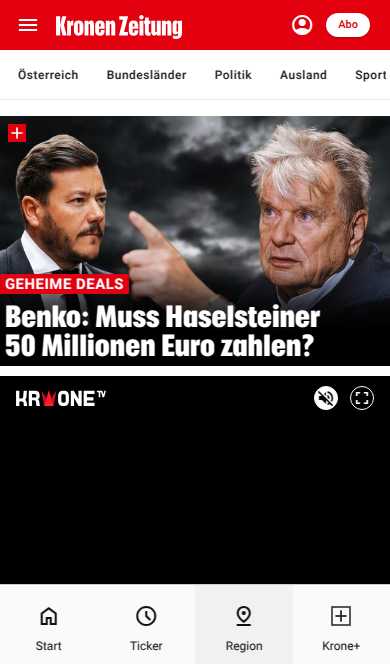 Kronen Zeitung
Abo
Österreich Bundesländer Politik Ausland Sport
GEHEIME DEALS
Benko: Muss Haselsteiner
50 Millionen Euro zahlen?
KRONE TV
Start Ticker Region Krone+